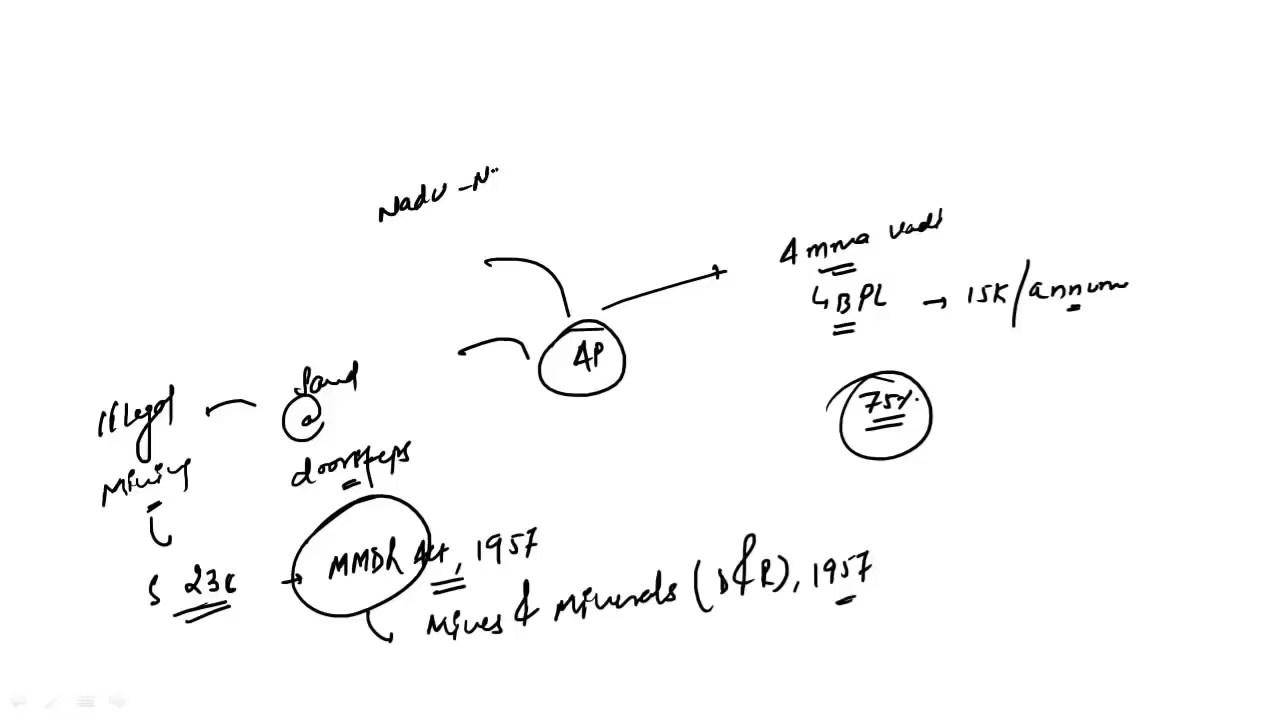 Nadu - N
Amma vadi
BPL → 15K/annum
AP
75%.
Illegal
mining
Sand
@
doorsteps
S 23C → MMDR Act, 1957
Mines & Minerals (D&R), 1957